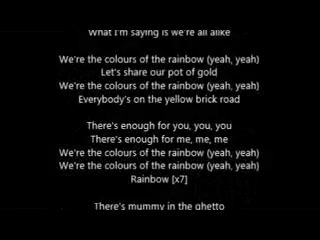 What I'm saying is we're all alike
We're the colours of the rainbow (yeah, yeah)
Let's share our pot of gold
We're the colours of the rainbow (yeah, yeah)
Everybody's on the yellow brick road
There's enough for you, you, you
There's enough for me, me, me
We're the colours of the rainbow (yeah, yeah)
We're the colours of the rainbow (yeah, yeah)
Rainbow [x7]
There's mummy in the ghetto